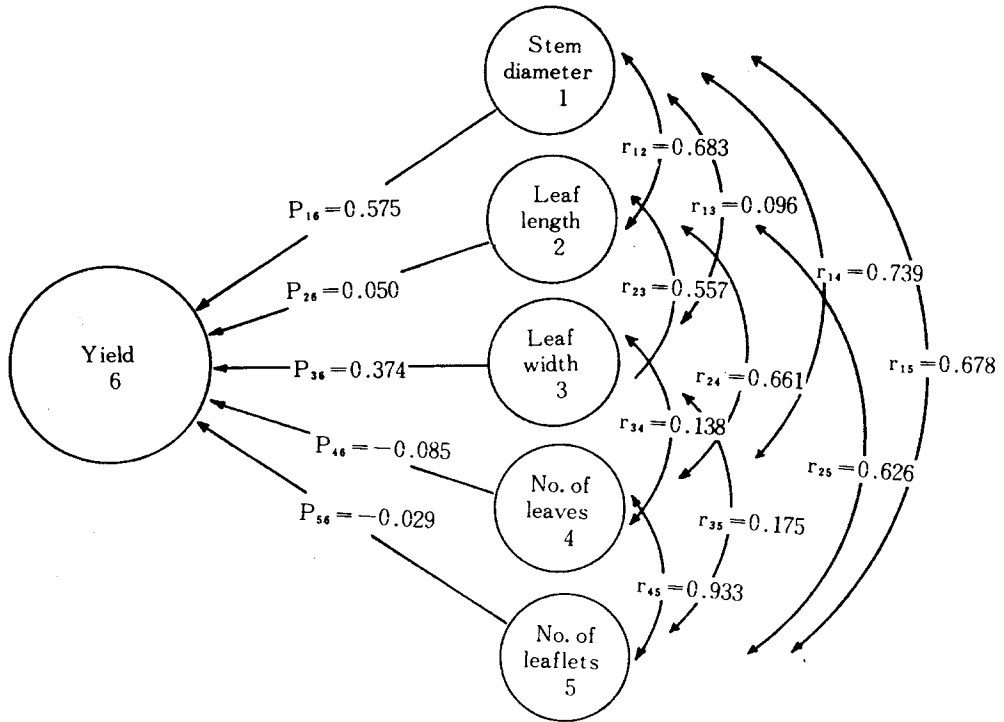 Stem
diameter
1
r₁₂=0.683
Leaf
length
2
P₁₆=0.575
r₁₃=0.096
r₁₄=0.739
P₂₆=0.050
r₂₃=0.557
Yield
6
Leaf
width
3
P₃₆=0.374
r₂₄=0.661
r₁₅=0.678
r₃₄=0.138
P₄₆=-0.085
r₂₅=0.626
No. of
leaves
4
P₅₆=-0.029
r₃₅=0.175
r₄₅=0.933
No. of
leaflets
5